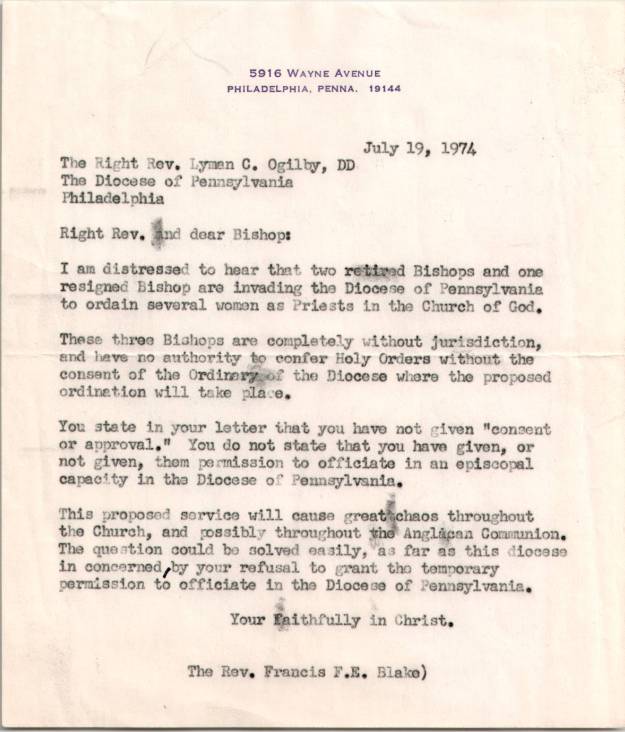 5916 WAYNE AVENUE
PHILADELPHIA, PENNA. 19144
July 19, 1974
The Right Rev. Lyman C. Ogilby, DD
The Diocese of Pennsylvania
Philadelphia
Right Rev. and dear Bishop:
I am distressed to hear that two retired Bishops and one
resigned Bishop are invading the Diocese of Pennsylvania
to ordain several women as Priests in the Church of God.
These three Bishops are completely without jurisdiction,
and have no authority to confer Holy Orders without the
consent of the Ordinary of the Diocese where the proposed
ordination will take place.
You state in your letter that you have not given "consent
or approval." You do not state that you have given, or
not given, them permission to officiate in an episcopal
capacity in the Diocese of Pennsylvania.
This proposed service will cause great chaos throughout
the Church, and possibly throughout the Anglican Communion.
The question could be solved easily, as far as this diocese
in concerned, by your refusal to grant the temporary
permission to officiate in the Diocese of Pennsylvania.
Your faithfully in Christ.
The Rev. Francis F.E. Blake)